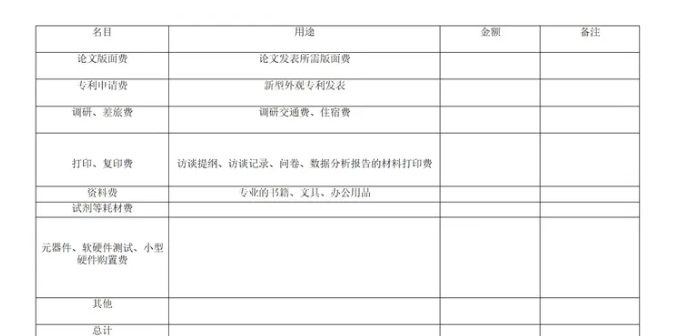 名目 用途 金额 备注
论文版面费 论文发表所需版面费
专利申请费 新型外观专利发表
调研、差旅费 调研交通费、住宿费
打印、复印费 访谈提纲、访谈记录、问卷、数据分析报告的材料打印费
资料费 专业的书籍、文具、办公用品
试剂等耗材费
元器件、软硬件测试、小型
硬件购置费
其他
总计